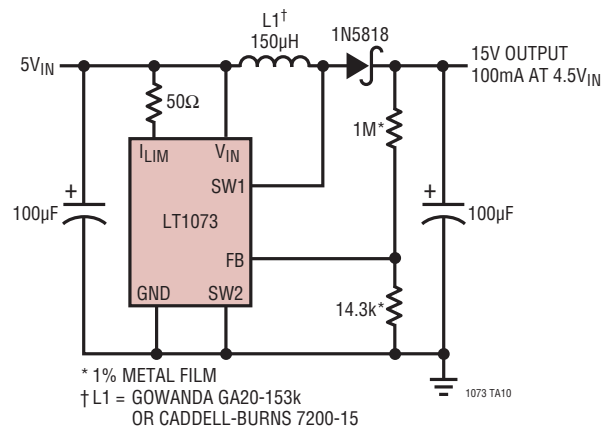 L1†
150µH
1N5818
5VIN
15V OUTPUT
100mA AT 4.5VIN
50Ω
1M*
ILIM
VIN
SW1
100µF
LT1073
100µF
FB
GND
SW2
14.3k*
* 1% METAL FILM
† L1 = GOWANDA GA20-153k
OR CADDELL-BURNS 7200-15
1073 TA10
+
+